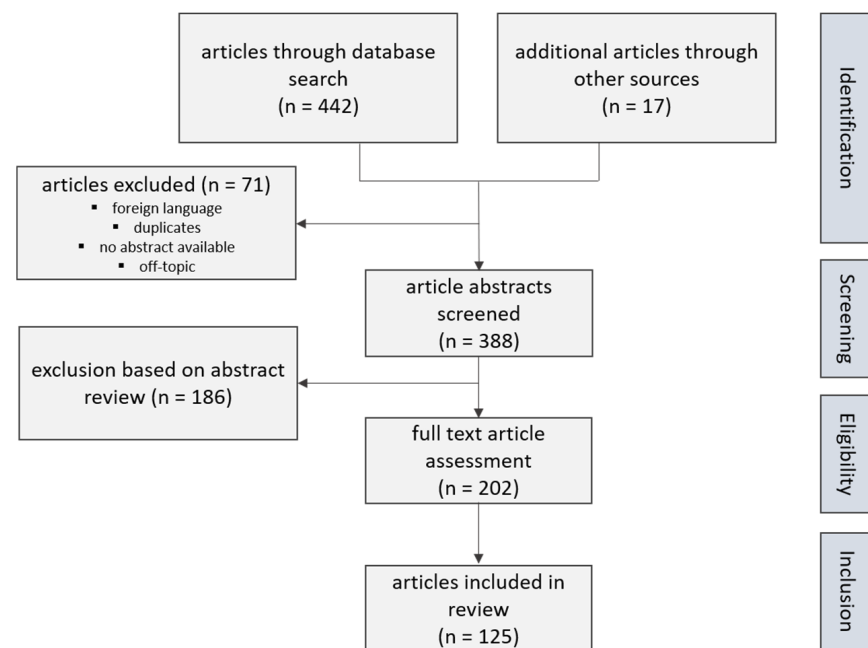 articles through database
search
(n = 442)
additional articles through
other sources
(n = 17)
Identification
articles excluded (n = 71)
▪ foreign language
▪ duplicates
▪ no abstract available
▪ off-topic
article abstracts
screened
(n = 388)
Screening
exclusion based on abstract
review (n = 186)
full text article
assessment
(n = 202)
Eligibility
articles included in
review
(n = 125)
Inclusion